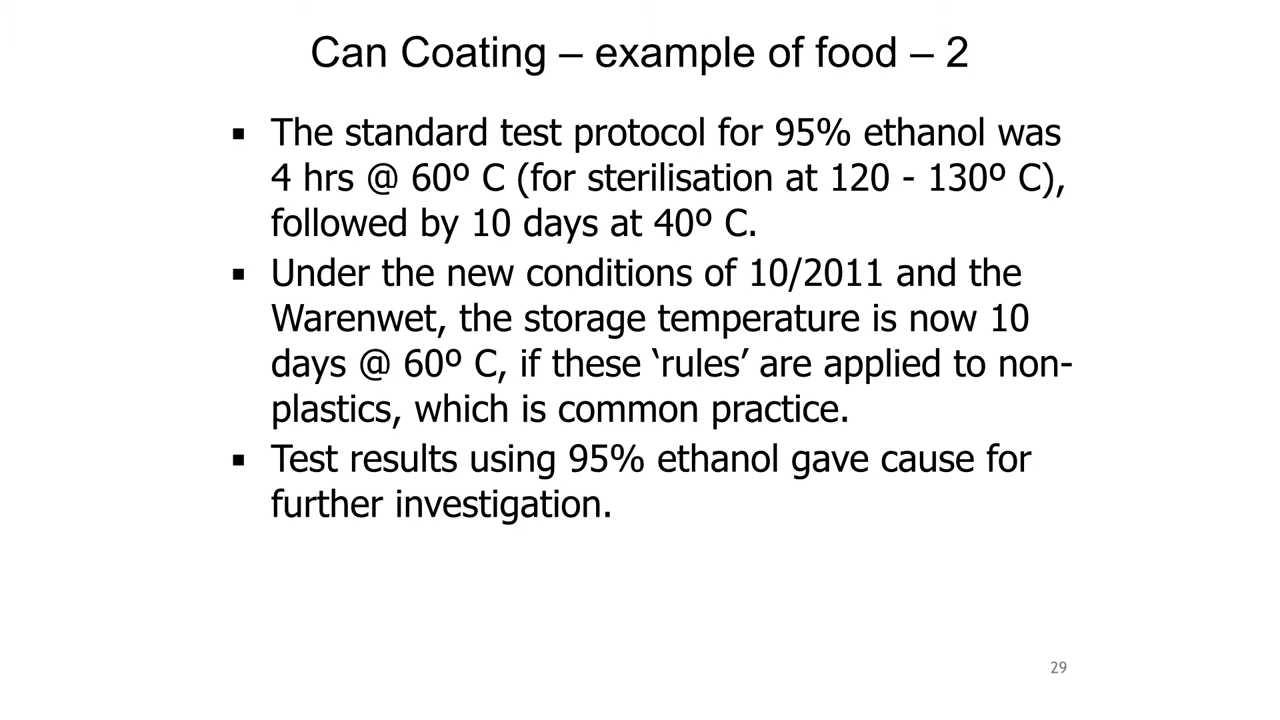 Can Coating – example of food – 2
▪ The standard test protocol for 95% ethanol was
4 hrs @ 60º C (for sterilisation at 120 - 130º C),
followed by 10 days at 40º C.
▪ Under the new conditions of 10/2011 and the
Warenwet, the storage temperature is now 10
days @ 60º C, if these ‘rules’ are applied to non-
plastics, which is common practice.
▪ Test results using 95% ethanol gave cause for
further investigation.
29